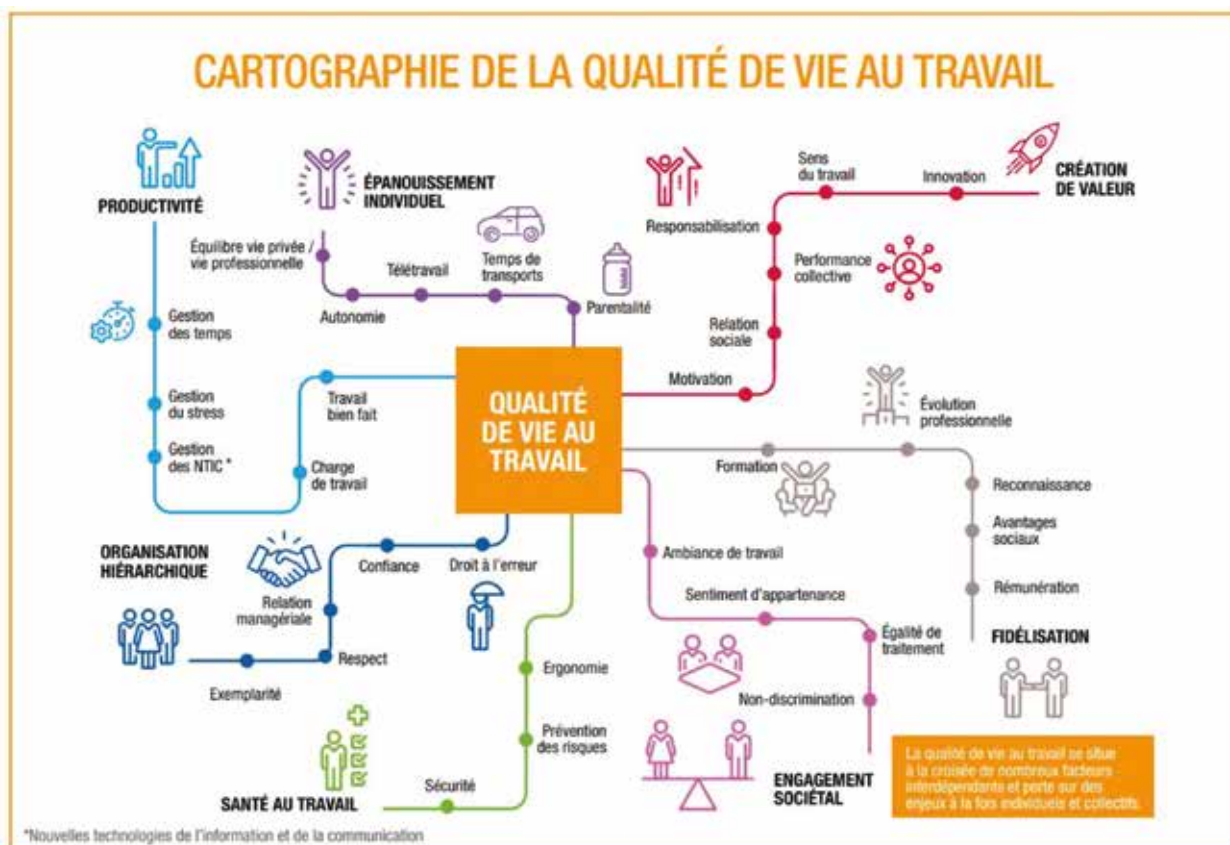 CARTOGRAPHIE DE LA QUALITÉ DE VIE AU TRAVAIL
PRODUCTIVITÉ
Gestion
des temps
Gestion
du stress
Gestion
des NTIC *
Charge
de travail
Travail
bien fait
ÉPANOUISSEMENT
INDIVIDUEL
Équilibre vie privée /
vie professionnelle
Autonomie
Télétravail
Temps de
transports
Parentalité
CRÉATION
DE VALEUR
Innovation
Sens
du travail
Responsabilisation
Performance
collective
Relation
sociale
Motivation
QUALITÉ
DE VIE AU
TRAVAIL
Formation
Évolution
professionnelle
Reconnaissance
Avantages
sociaux
Rémunération
FIDÉLISATION
ORGANISATION
HIÉRARCHIQUE
Exemplarité
Respect
Relation
managériale
Confiance
Droit à l'erreur
SANTÉ AU TRAVAIL
Sécurité
Prévention
des risques
Ergonomie
Ambiance de travail
Sentiment d'appartenance
Égalité de
traitement
Non-discrimination
ENGAGEMENT
SOCIÉTAL
La qualité de vie au travail se situe
à la croisée de nombreux facteurs
interdépendants et porte sur des
enjeux à la fois individuels et collectifs.
*Nouvelles technologies de l'information et de la communication